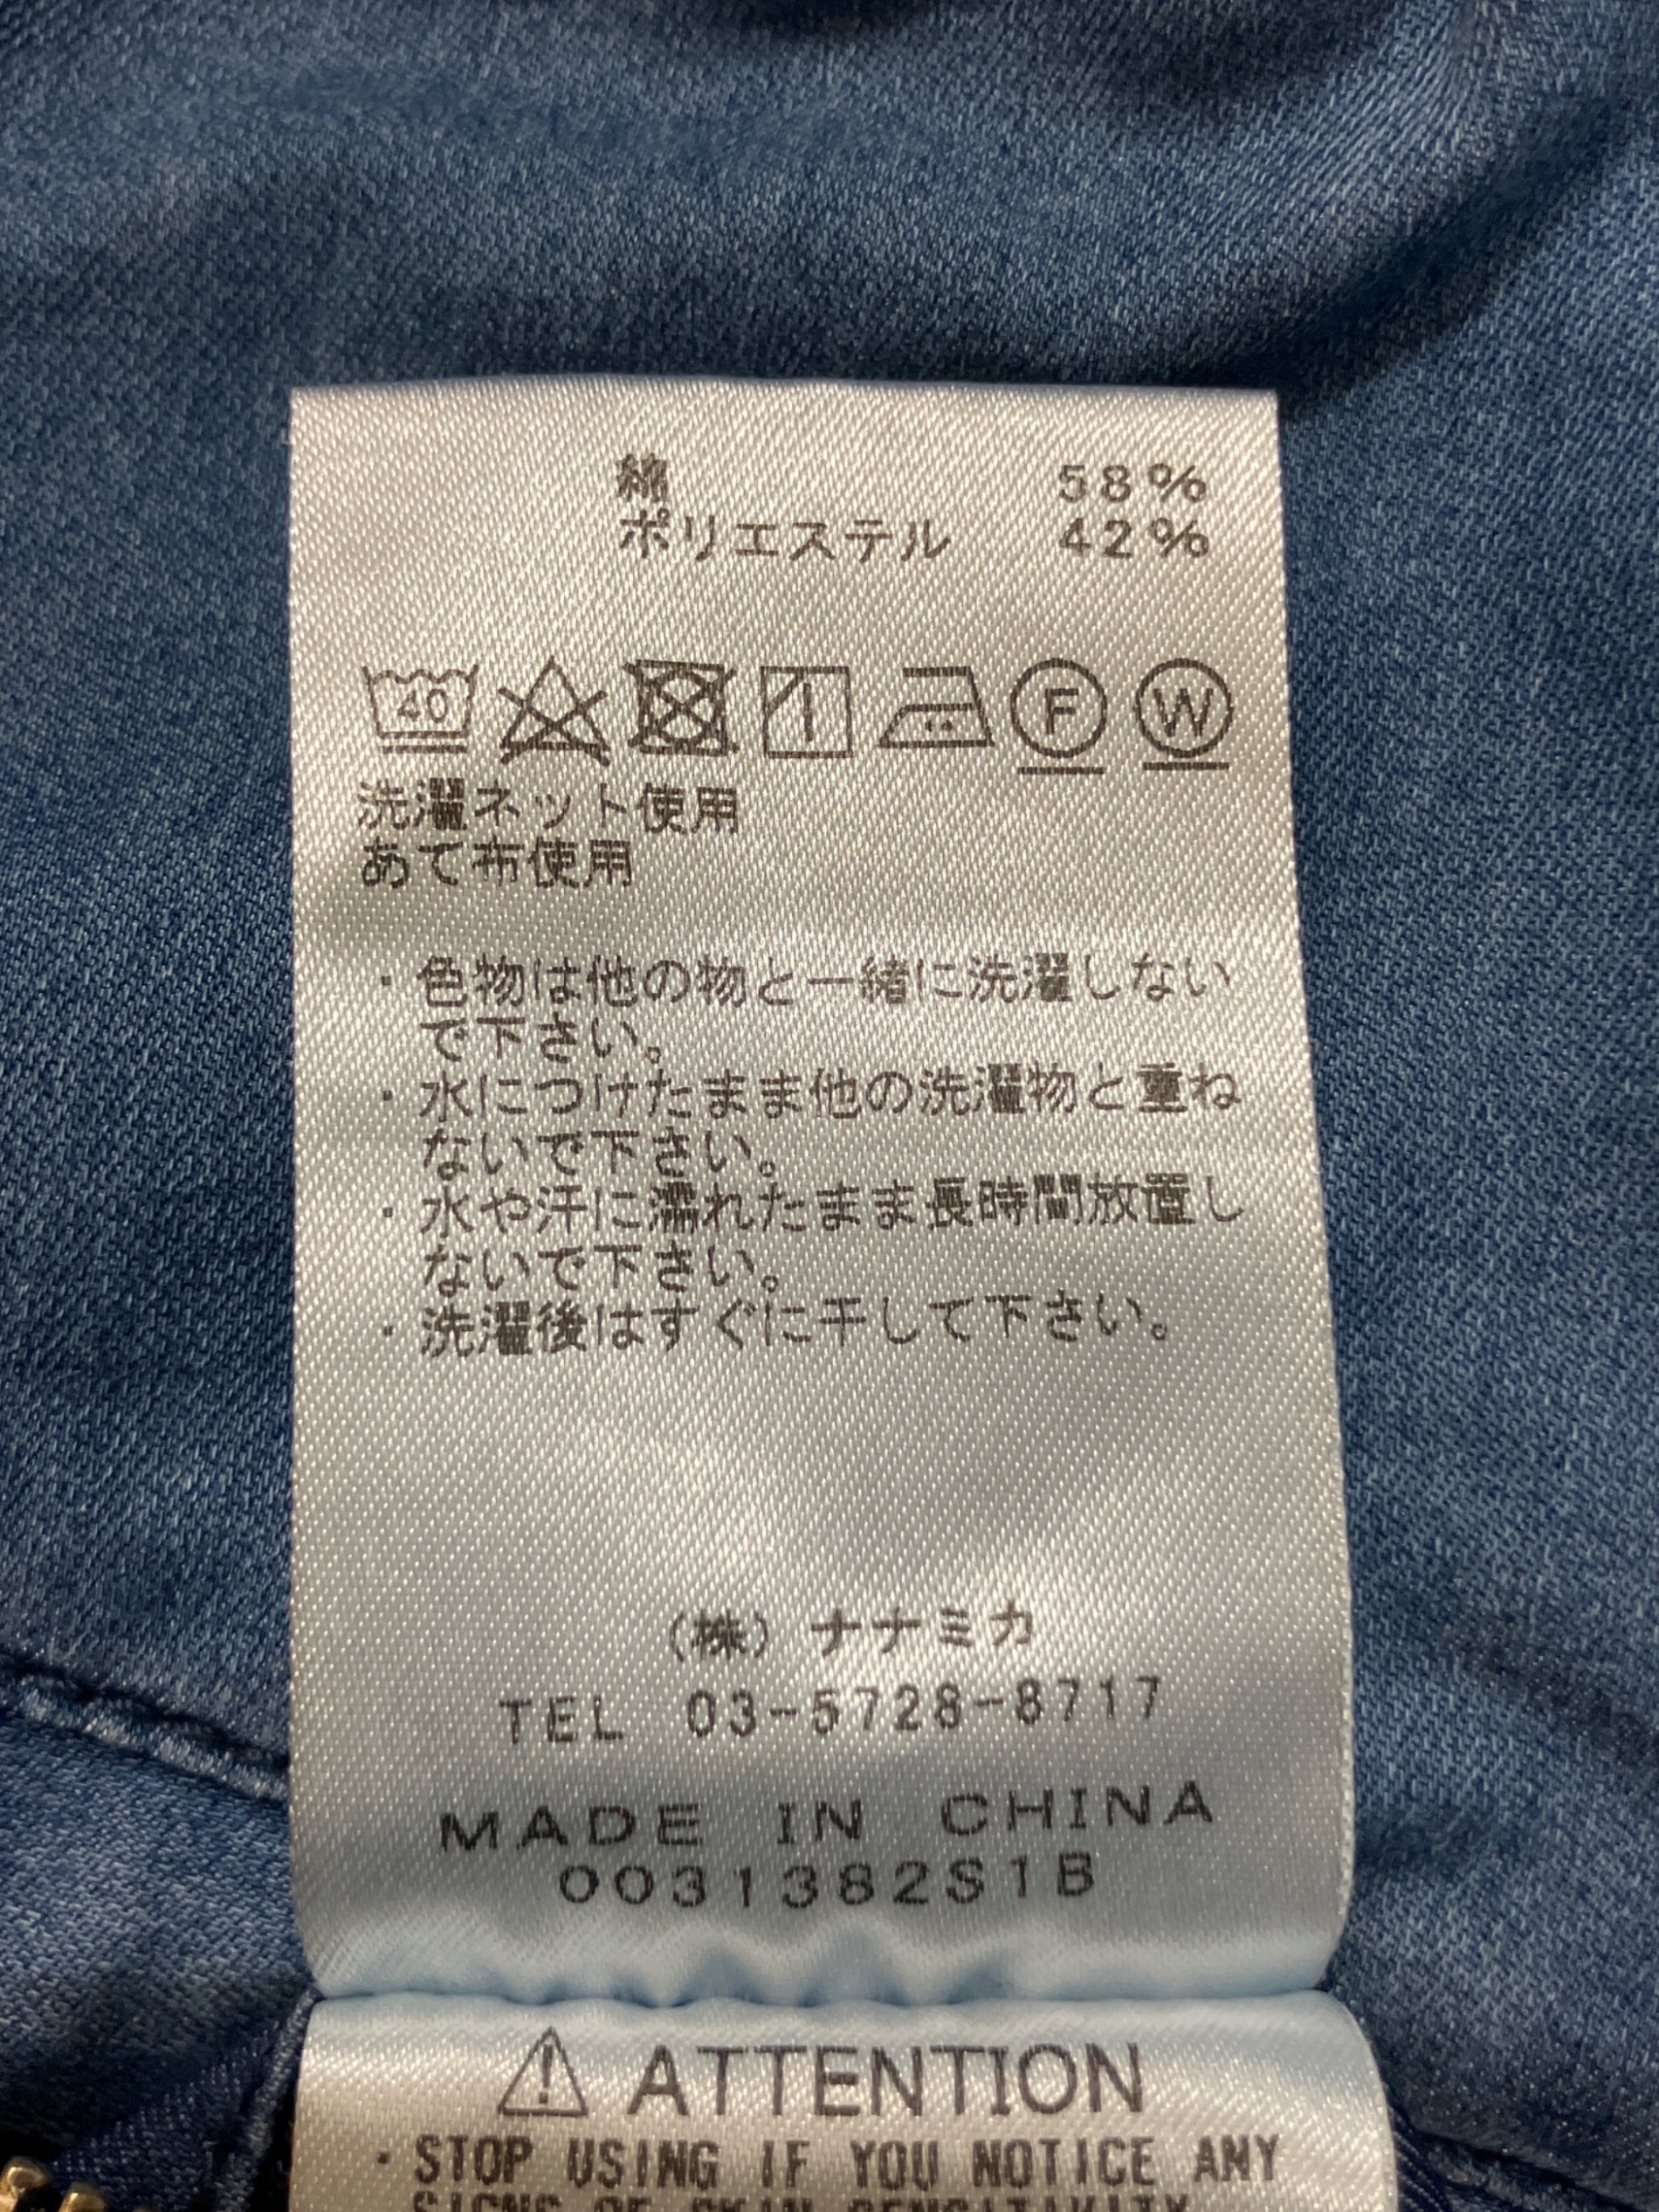 綿 58%
ポリエステル 42%
40 F W
洗濯ネット使用
あて布使用
・色物は他の物と一緒に洗濯しない
で下さい。
・水につけたまま他の洗濯物と重ね
ないで下さい。
・水や汗に濡れたまま長時間放置し
ないで下さい。
・洗濯後はすぐに干して下さい。
(株) ナナミカ
TEL 03-5728-8717
MADE IN CHINA
0031382S1B
ATTENTION
・STOP USING IF YOU NOTICE ANY
SIGNS OF SKIN SENSITIVITY